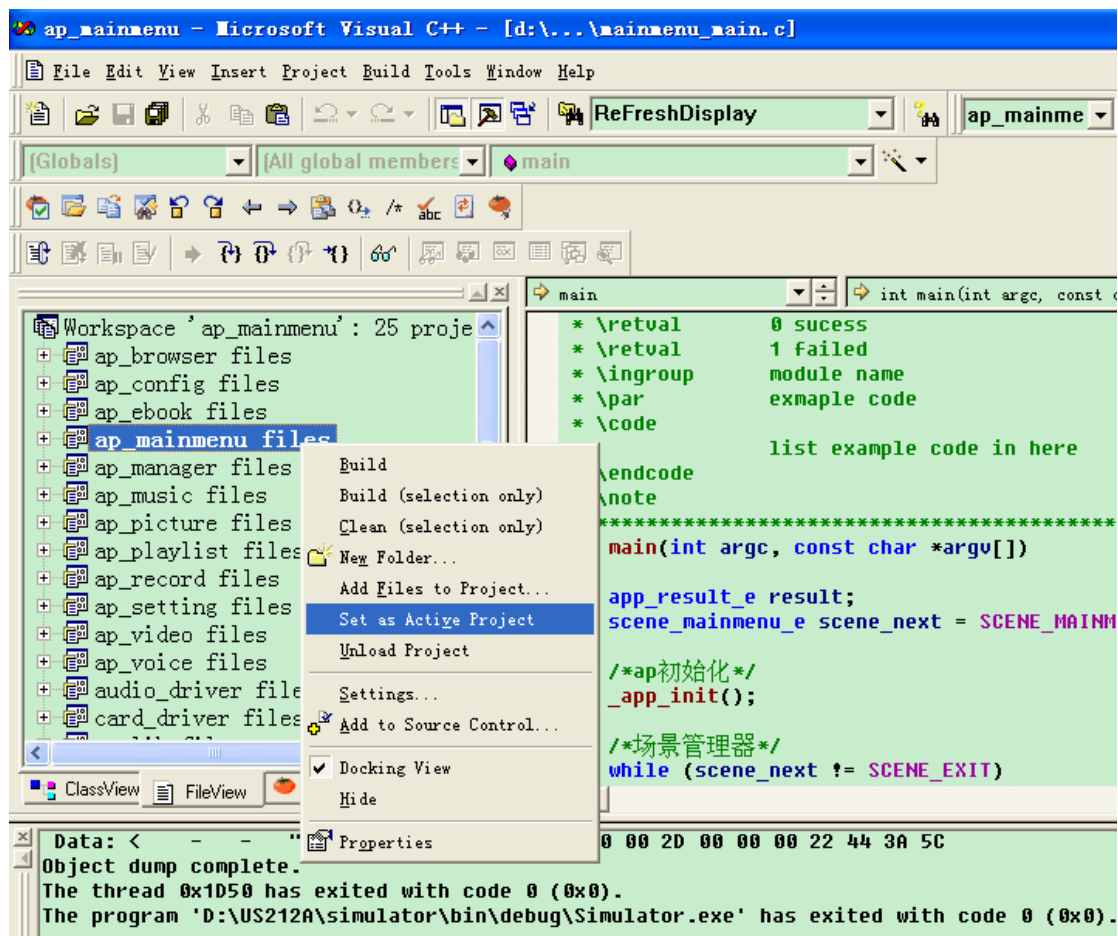 ap_mainmenu - Microsoft Visual C++ - [d:\...\mainmenu_main.c]
File Edit View Insert Project Build Tools Window Help
ReFreshDisplay ap_mainme
(Globals) (All global members main
abc
Workspace 'ap_mainmenu': 25 proje
ap_browser files
ap_config files
ap_ebook files
ap_mainmenu files
ap_manager files
ap_music files
ap_picture files
ap_playlist files
ap_record files
ap_setting files
ap_video files
ap_voice files
audio_driver file
card_driver files
ClassView FileView
Build
Build (selection only)
Clean (selection only)
New Folder...
Add Files to Project...
Set as Active Project
Unload Project
Settings...
Add to Source Control...
Docking View
Hide
Properties
main int main(int argc, const c
* \retval 0 sucess
* \retval 1 failed
* \ingroup module name
* \par exmaple code
* \code
list example code in here
\endcode
\note
*******************************************
main(int argc, const char *argv[])
app_result_e result;
scene_mainmenu_e scene_next = SCENE_MAINM
/*ap初始化*/
_app_init();
/*场景管理器*/
while (scene_next != SCENE_EXIT)
Data: < - - " 0 00 2D 00 00 00 22 44 3A 5C
Object dump complete.
The thread 0x1D50 has exited with code 0 (0x0).
The program 'D:\US212A\simulator\bin\debug\Simulator.exe' has exited with code 0 (0x0).